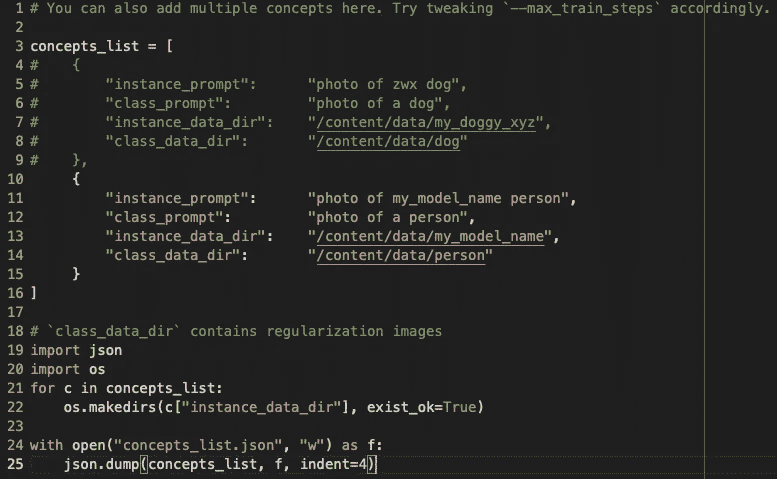 1 # You can also add multiple concepts here. Try tweaking `--max_train_steps` accordingly.
2
3 concepts_list = [
4 #    {
5 #        "instance_prompt":      "photo of zwx dog",
6 #        "class_prompt":         "photo of a dog",
7 #        "instance_data_dir":    "/content/data/my_doggy_xyz",
8 #        "class_data_dir":       "/content/data/dog"
9 #    },
10     {
11         "instance_prompt":      "photo of my_model_name person",
12         "class_prompt":         "photo of a person",
13         "instance_data_dir":    "/content/data/my_model_name",
14         "class_data_dir":       "/content/data/person"
15     }
16 ]
17
18 # `class_data_dir` contains regularization images
19 import json
20 import os
21 for c in concepts_list:
22     os.makedirs(c["instance_data_dir"], exist_ok=True)
23
24 with open("concepts_list.json", "w") as f:
25     json.dump(concepts_list, f, indent=4)